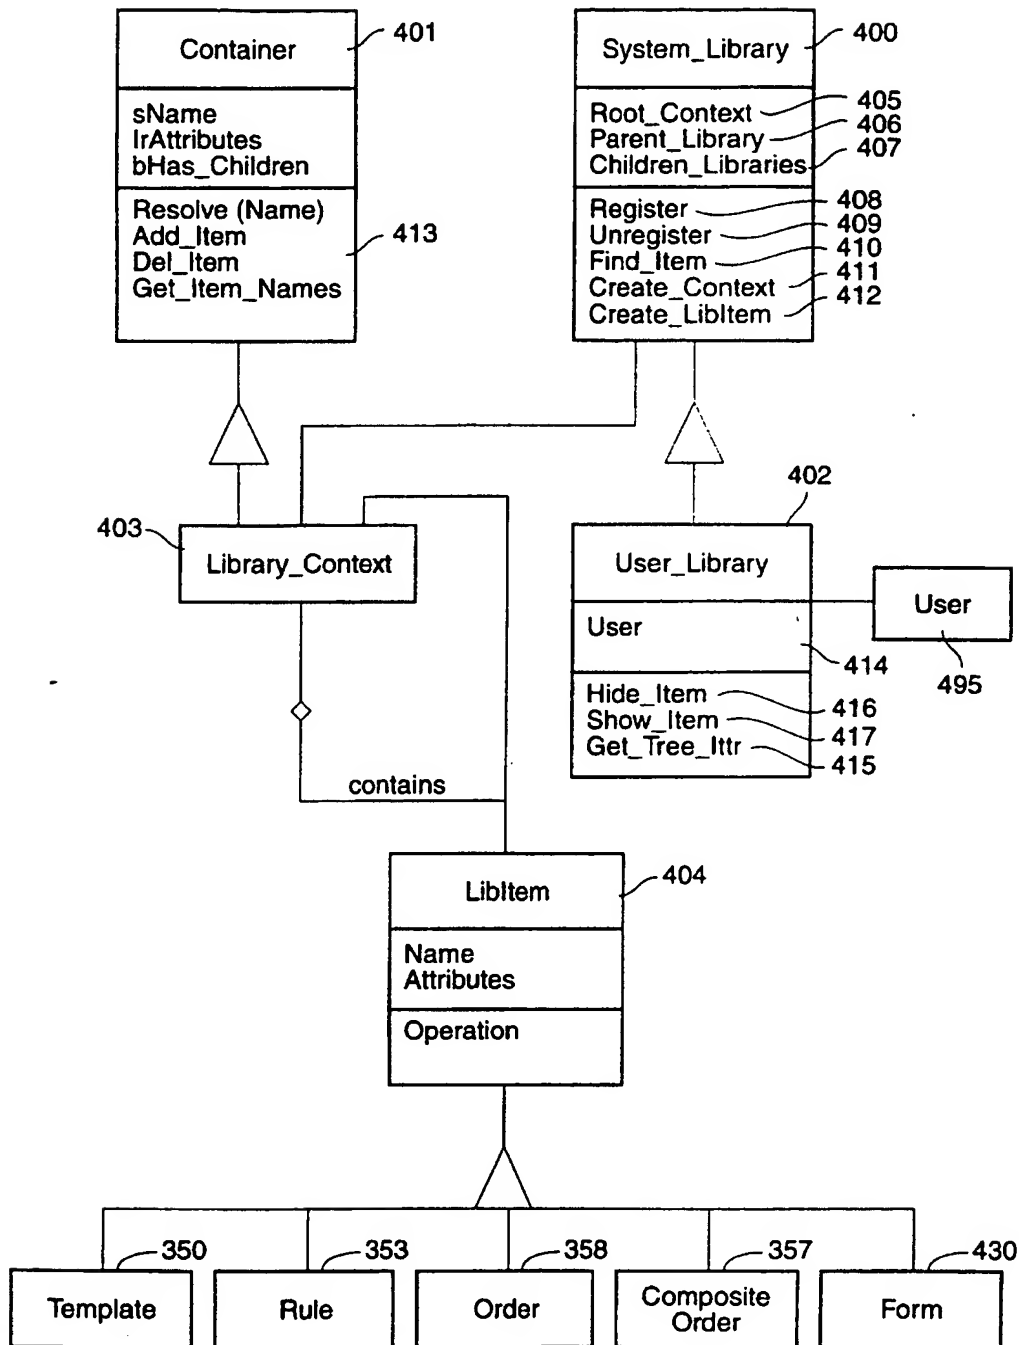 Container
401
sName
IrAttributes
bHas_Children
Resolve (Name)
Add_Item
Del_Item
Get_Item_Names
413
System_Library
400
Root_Context
405
Parent_Library
406
Children_Libraries
407
Register
408
Unregister
409
Find_Item
410
Create_Context
411
Create_LibItem
412
403
Library_Context
402
User_Library
User
414
Hide_Item
416
Show_Item
417
Get_Tree_Ittr
415
User
495
contains
LibItem
404
Name
Attributes
Operation
350
Template
353
Rule
358
Order
357
Composite
Order
430
Form